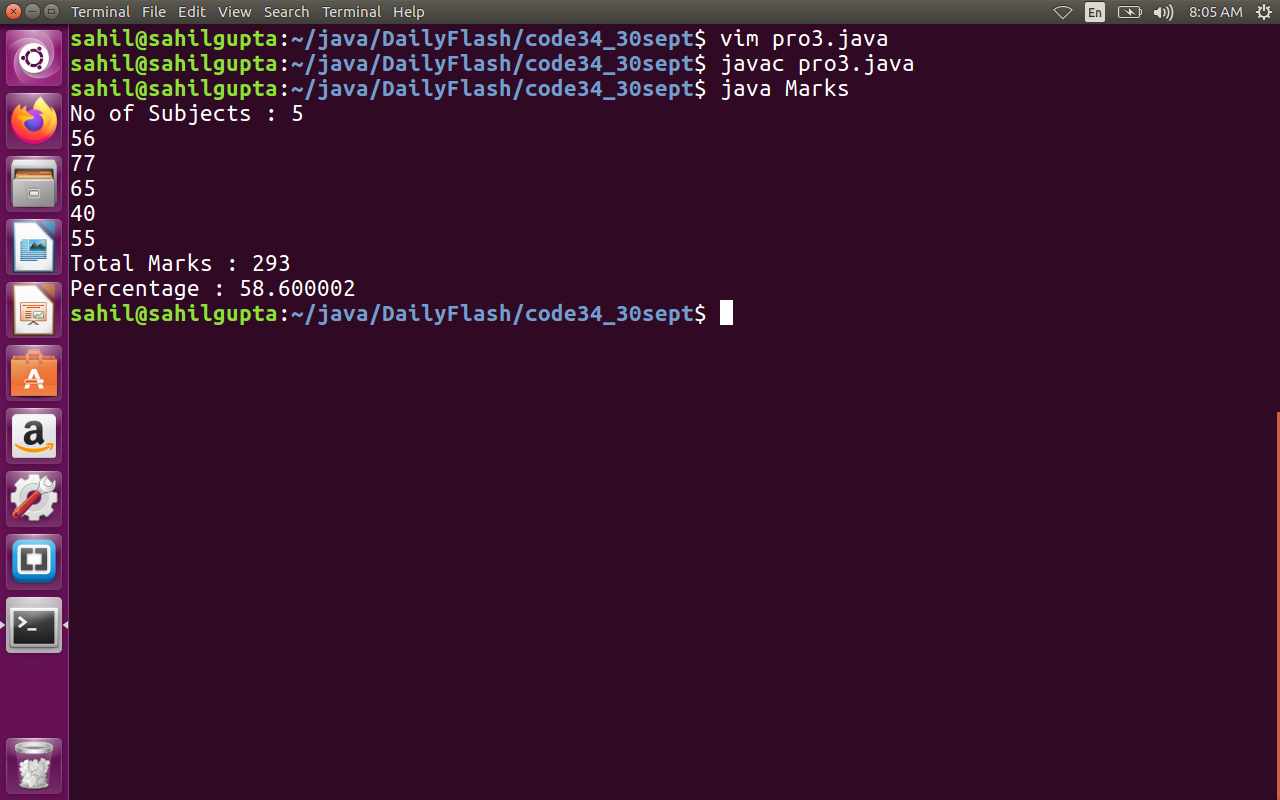 Terminal File Edit View Search Terminal Help En 8:05 AM
sahil@sahilgupta:~/java/DailyFlash/code34_30sept$ vim pro3.java
sahil@sahilgupta:~/java/DailyFlash/code34_30sept$ javac pro3.java
sahil@sahilgupta:~/java/DailyFlash/code34_30sept$ java Marks
No of Subjects : 5
56
77
65
40
55
Total Marks : 293
Percentage : 58.600002
sahil@sahilgupta:~/java/DailyFlash/code34_30sept$